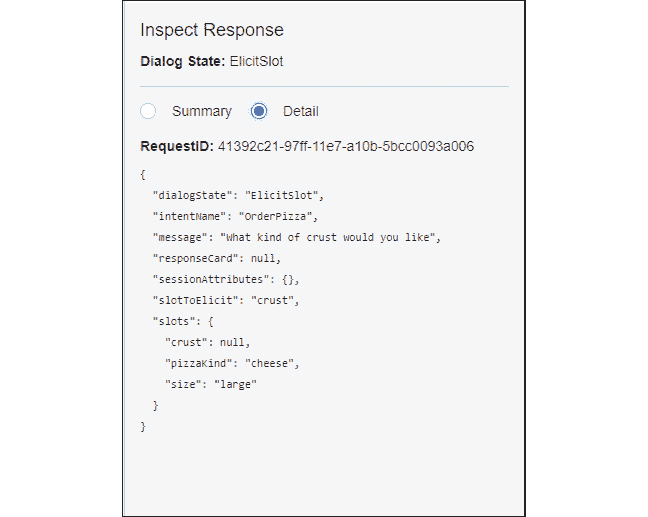 Inspect Response
Dialog State: ElicitSlot
Summary Detail
RequestID: 41392c21-97ff-11e7-a10b-5bcc0093a006
{
  "dialogState": "ElicitSlot",
  "intentName": "OrderPizza",
  "message": "What kind of crust would you like",
  "responseCard": null,
  "sessionAttributes": {},
  "slotToElicit": "crust",
  "slots": {
    "crust": null,
    "pizzaKind": "cheese",
    "size": "large"
  }
}